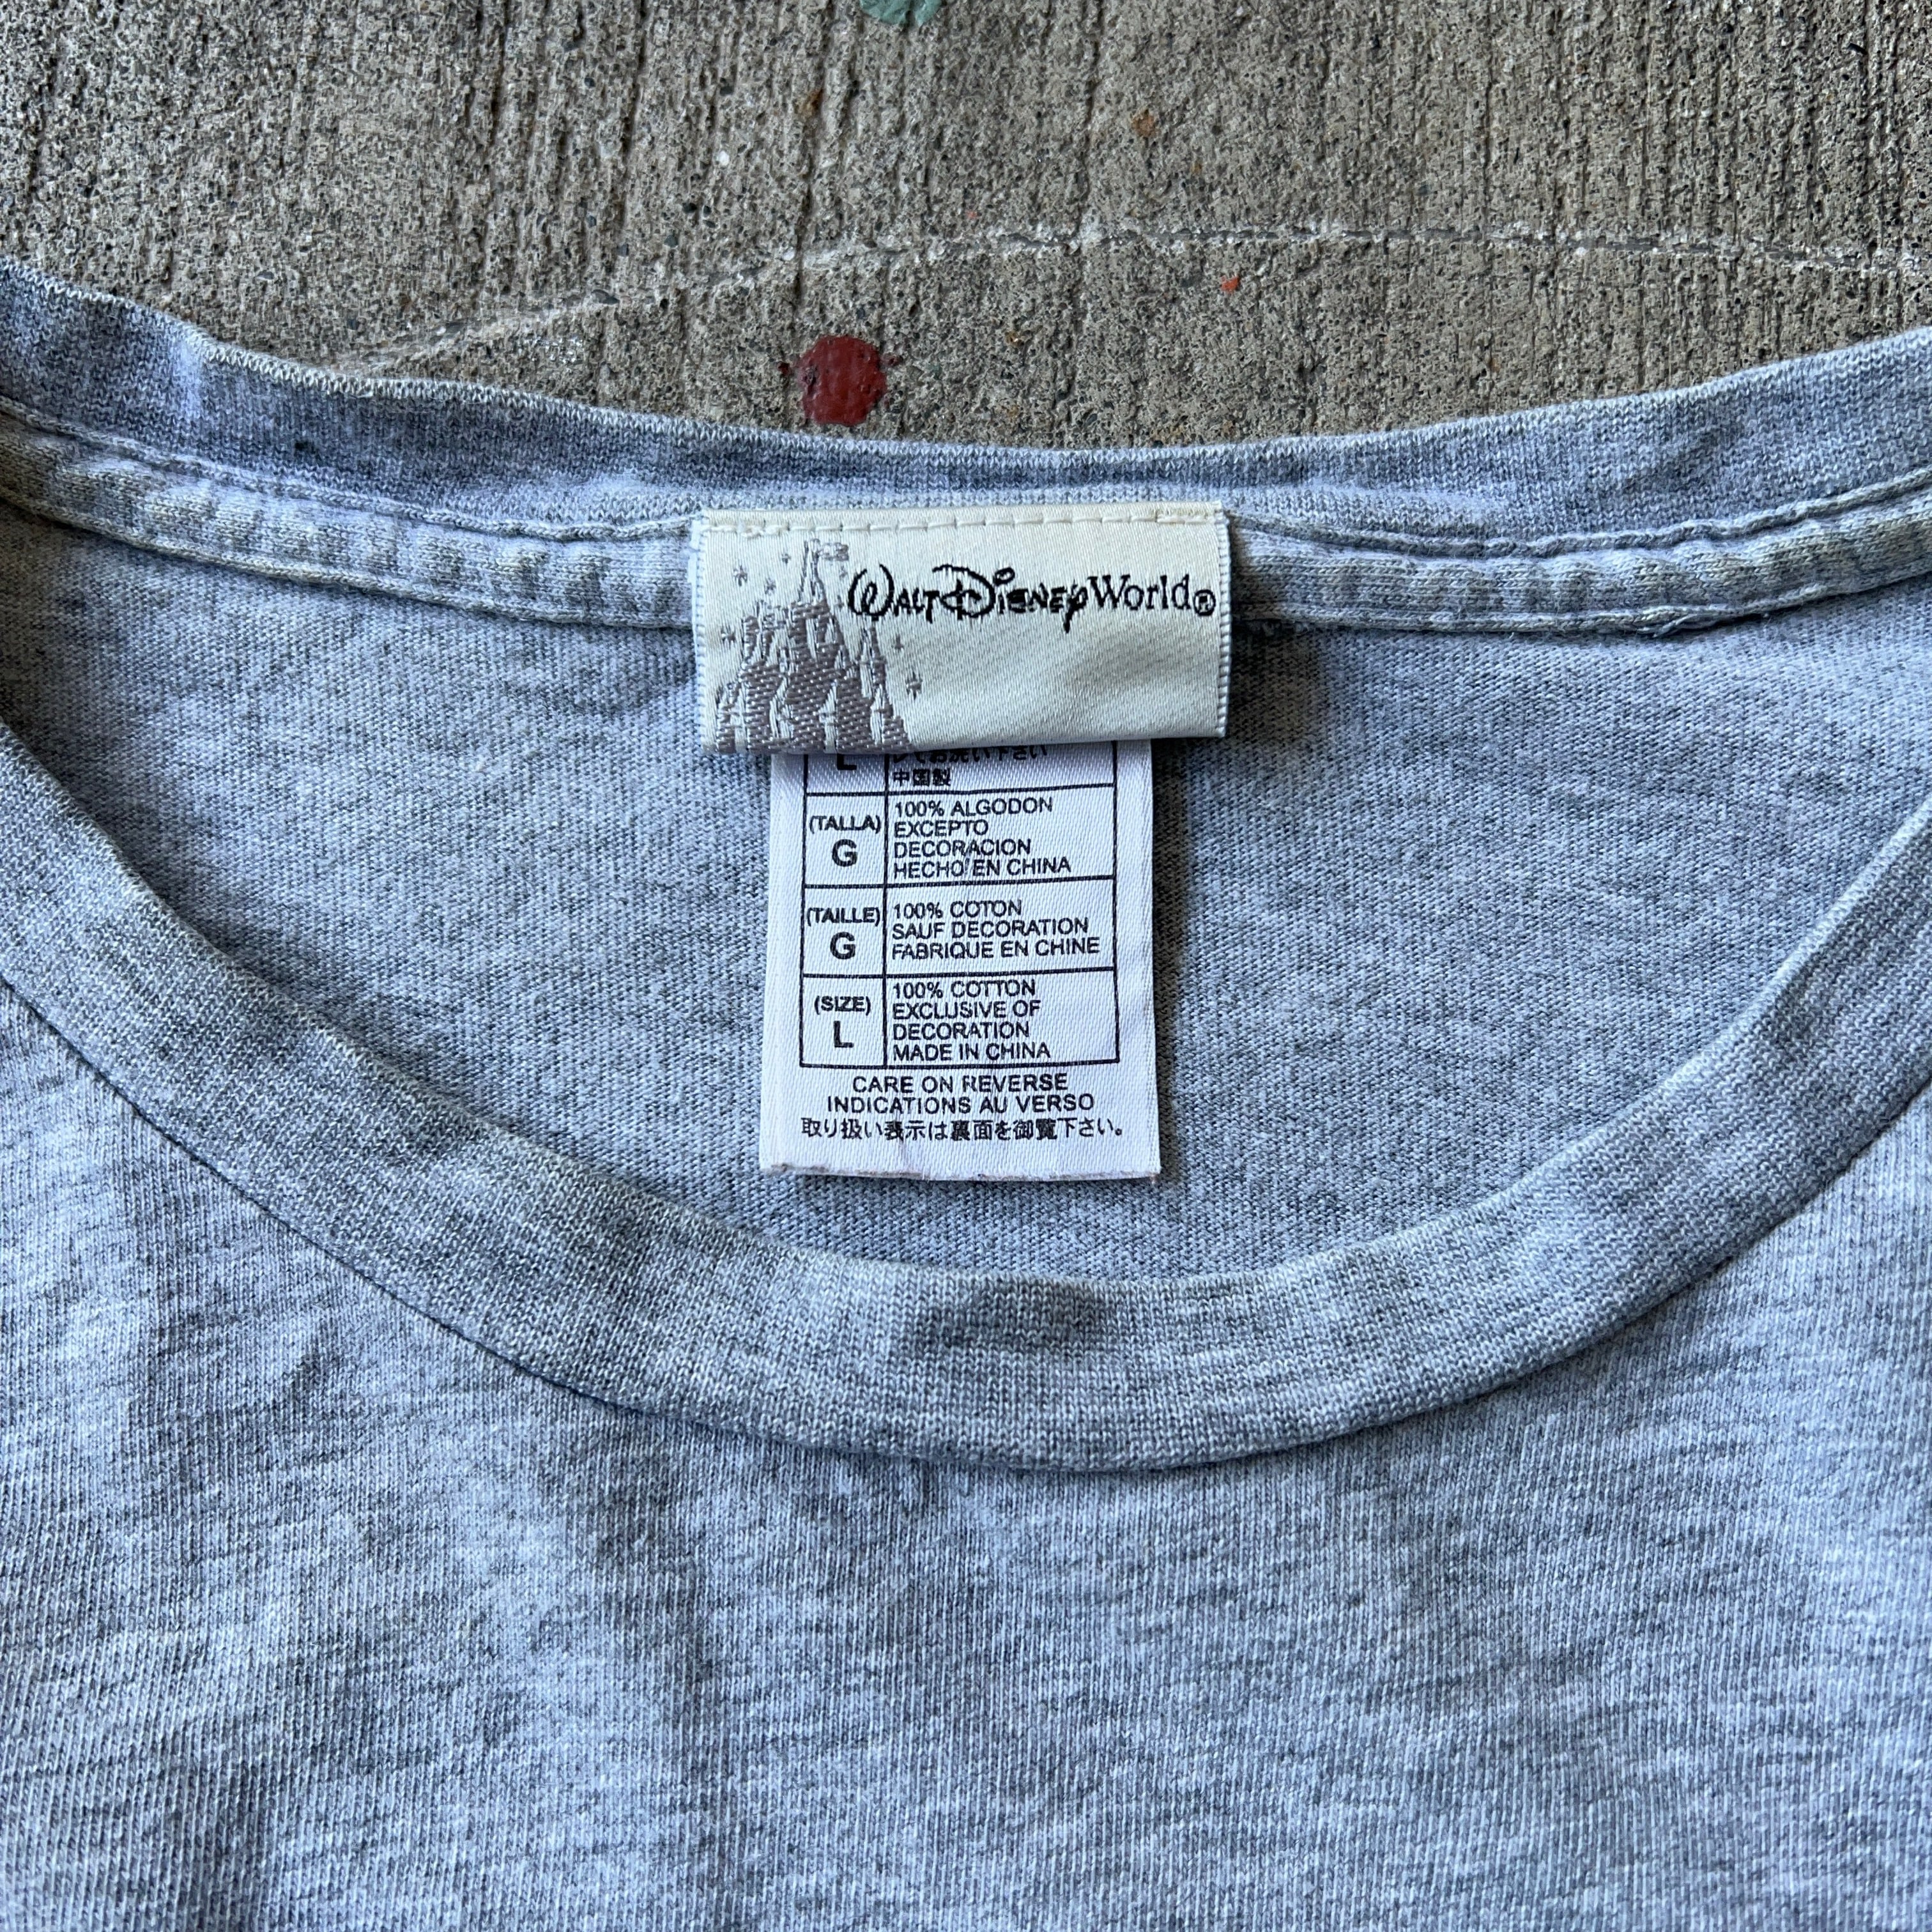 WALT DISNEY World®
L
中国製
(TALLA)
G
100% ALGODON
EXCEPTO
DECORACION
HECHO EN CHINA
(TAILLE)
G
100% COTON
SAUF DECORATION
FABRIQUE EN CHINE
(SIZE)
L
100% COTTON
EXCLUSIVE OF
DECORATION
MADE IN CHINA
CARE ON REVERSE
INDICATIONS AU VERSO
取り扱い表示は裏面を御覧下さい。